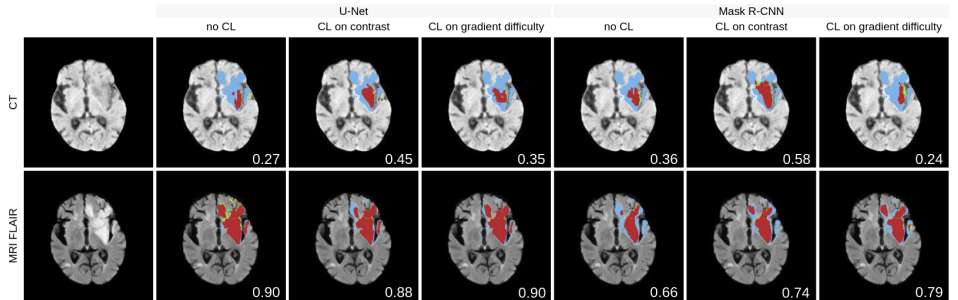 U-Net Mask R-CNN
no CL CL on contrast CL on gradient difficulty no CL CL on contrast CL on gradient difficulty
CT
0.27 0.45 0.35 0.36 0.58 0.24
MRI FLAIR
0.90 0.88 0.90 0.66 0.74 0.79